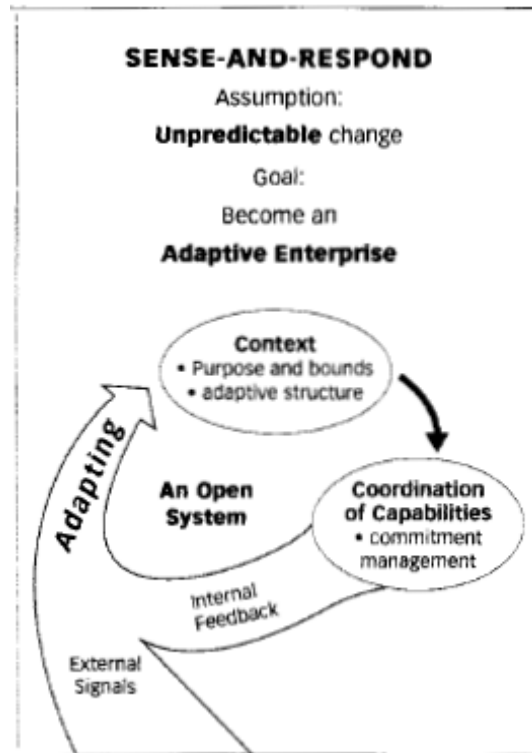 SENSE-AND-RESPOND
Assumption:
Unpredictable change
Goal:
Become an
Adaptive Enterprise
Context
• Purpose and bounds
• adaptive structure
Adapting
An Open
System
Coordination
of Capabilities
• commitment
management
Internal
Feedback
External
Signals